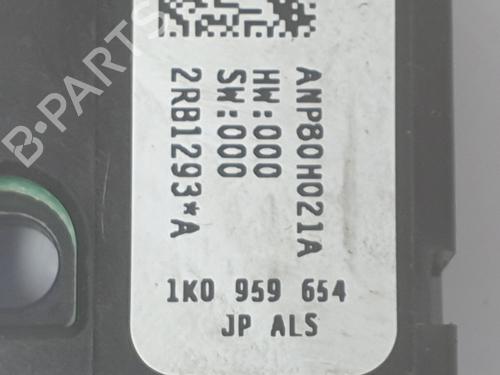 ANP80H021A
HW:000
SW:000
2RB1293*A
1K0 959 654
JP ALS
B-PARTS